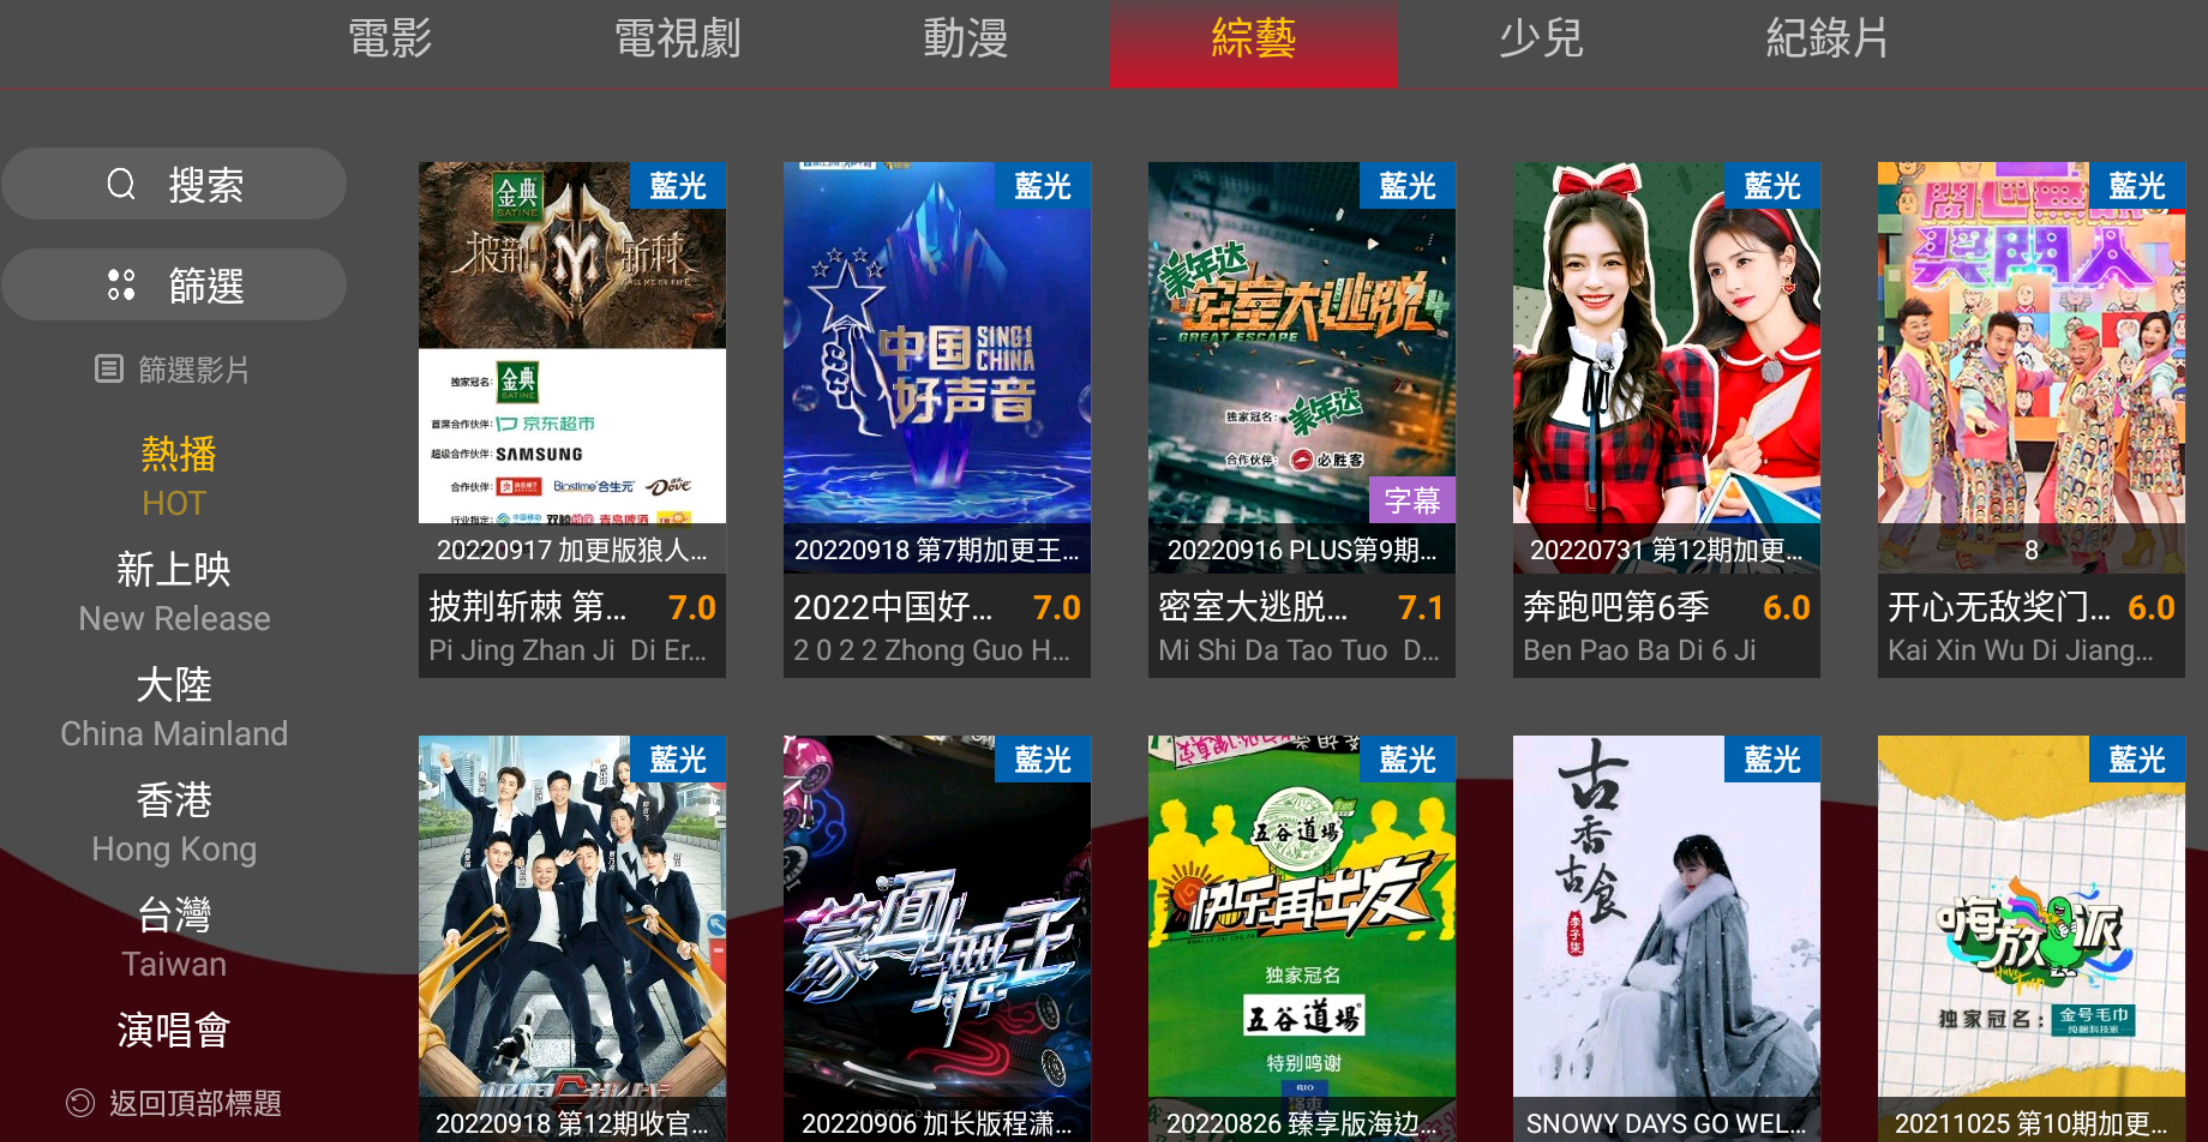 電影
電視劇
動漫
綜藝
少兒
紀錄片
搜索
篩選
篩選影片
熱播
HOT
新上映
New Release
大陸
China Mainland
香港
Hong Kong
台灣
Taiwan
演唱會
返回頂部標題
藍光
金典
SATINE
披荆斩棘
独家冠名:
金典
SATINE
首席合作伙伴: 京东超市
超级合作伙伴: SAMSUNG
合作伙伴:
Biostime 合生元
Dove
行业指定:
20220917 加更版狼人...
披荆斩棘 第... 7.0
Pi Jing Zhan Ji Di Er...
藍光
中国好声音
SING!
CHINA
20220918 第7期加更王...
2022中国好... 7.0
2 0 2 2 Zhong Guo H...
藍光
美年达
密室大逃脱
GREAT ESCAPE
独家冠名: 美年达
合作伙伴: 必胜客
字幕
20220916 PLUS第9期...
密室大逃脱... 7.1
Mi Shi Da Tao Tuo D...
藍光
20220731 第12期加更...
奔跑吧第6季 6.0
Ben Pao Ba Di 6 Ji
藍光
開心無敵
獎門人
8
开心无敌奖门... 6.0
Kai Xin Wu Di Jiang...
藍光
20220918 第12期收官...
藍光
蒙面舞王
20220906 加长版程潇...
藍光
五谷道場
快乐再出发
独家冠名
五谷道場
特别鸣谢
RIO
20220826 臻享版海边...
藍光
古香古食
李子柒
SNOWY DAYS GO WEL...
藍光
嗨放派
Have Fun
独家冠名: 金号毛巾
20211025 第10期加更...